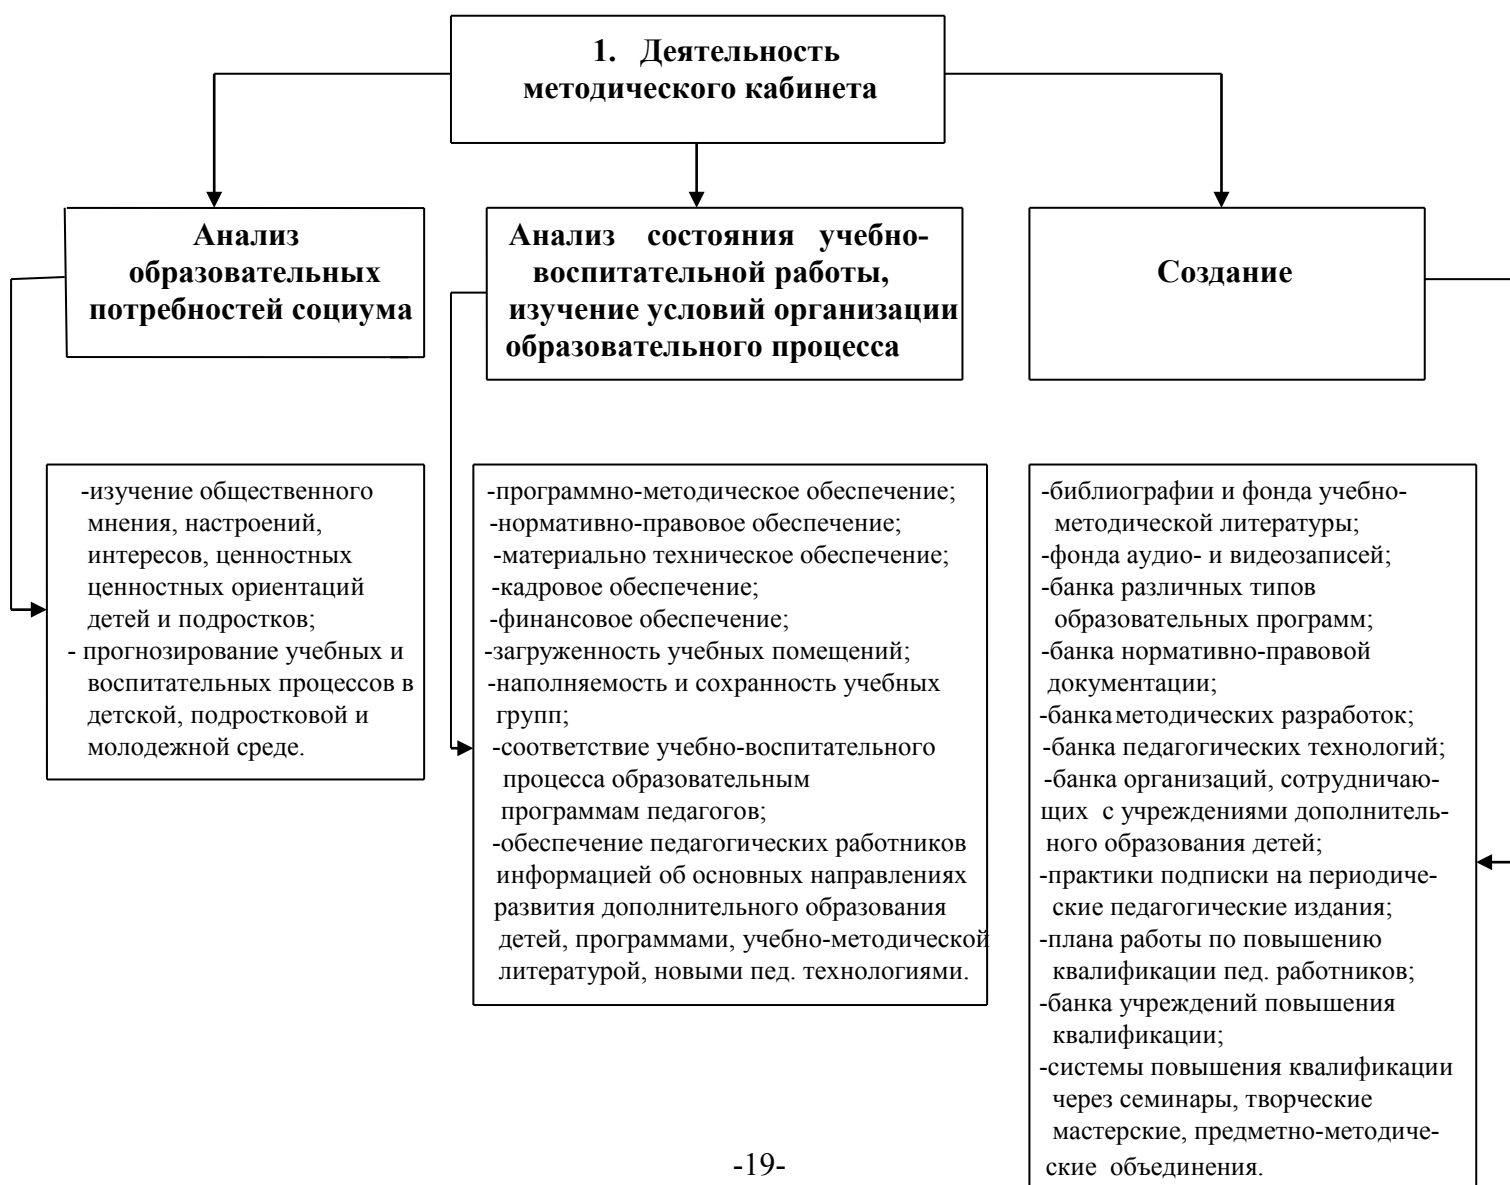 1. Деятельность
методического кабинета
Анализ
образовательных
потребностей социума
Анализ состояния учебно-
воспитательной работы,
изучение условий организации
образовательного процесса
Создание
-изучение общественного
мнения, настроений,
интересов, ценностных
ценностных ориентаций
детей и подростков;
- прогнозирование учебных и
воспитательных процессов в
детской, подростковой и
молодежной среде.
-программно-методическое обеспечение;
-нормативно-правовое обеспечение;
-материально техническое обеспечение;
-кадровое обеспечение;
-финансовое обеспечение;
-загруженность учебных помещений;
-наполняемость и сохранность учебных
групп;
-соответствие учебно-воспитательного
процесса образовательным
программам педагогов;
-обеспечение педагогических работников
информацией об основных направлениях
развития дополнительного образования
детей, программами, учебно-методической
литературой, новыми пед. технологиями.
-библиографии и фонда учебно-
методической литературы;
-фонда аудио- и видеозаписей;
-банка различных типов
образовательных программ;
-банка нормативно-правовой
документации;
-банка методических разработок;
-банка педагогических технологий;
-банка организаций, сотруднича-
щих с учреждениями дополнитель-
ного образования детей;
-практики подписки на периодиче-
ские педагогические издания;
-плана работы по повышению
квалификации пед. работников;
-банка учреждений повышения
квалификации;
-системы повышения квалификации
через семинары, творческие
мастерские, предметно-методиче-
ские объединения.
-19-